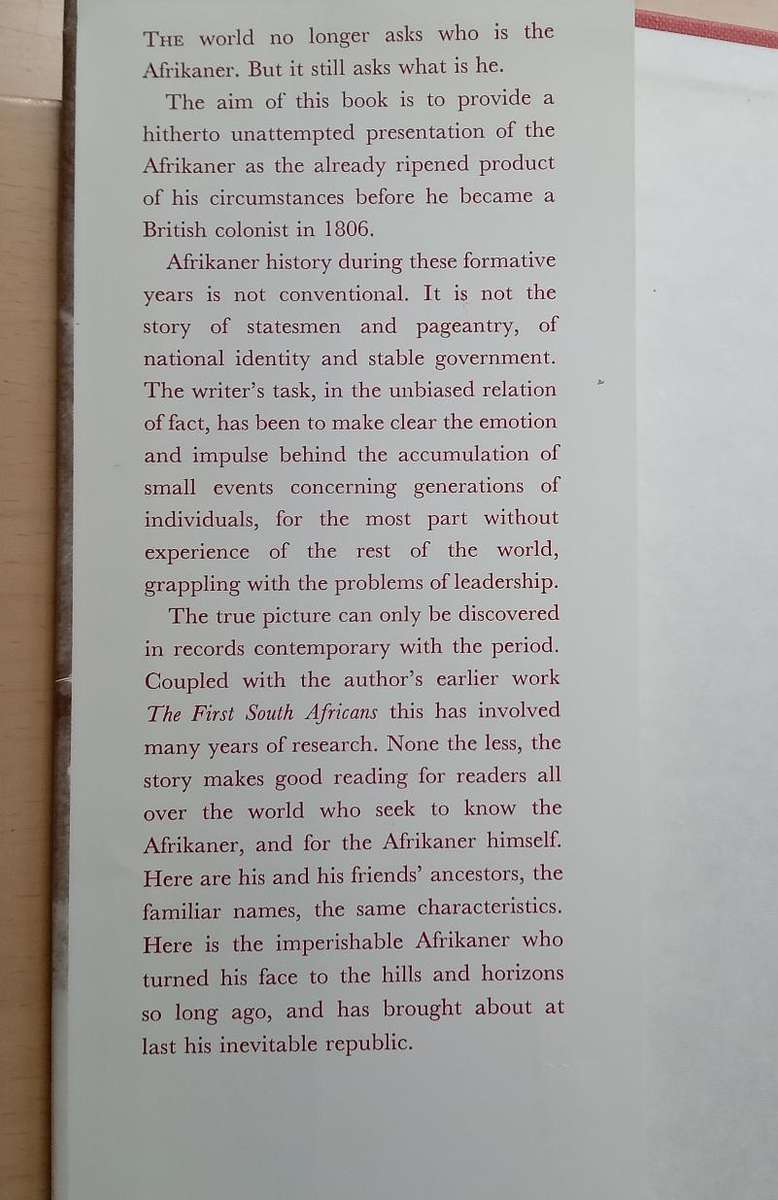 THE world no longer asks who is the
Afrikaner. But it still asks what is he.
The aim of this book is to provide a
hitherto unattempted presentation of the
Afrikaner as the already ripened product
of his circumstances before he became a
British colonist in 1806.
Afrikaner history during these formative
years is not conventional. It is not the
story of statesmen and pageantry, of
national identity and stable government.
The writer's task, in the unbiased relation
of fact, has been to make clear the emotion
and impulse behind the accumulation of
small events concerning generations of
individuals, for the most part without
experience of the rest of the world,
grappling with the problems of leadership.
The true picture can only be discovered
in records contemporary with the period.
Coupled with the author's earlier work
The First South Africans this has involved
many years of research. None the less, the
story makes good reading for readers all
over the world who seek to know the
Afrikaner, and for the Afrikaner himself.
Here are his and his friends' ancestors, the
familiar names, the same characteristics.
Here is the imperishable Afrikaner who
turned his face to the hills and horizons
so long ago, and has brought about at
last his inevitable republic.